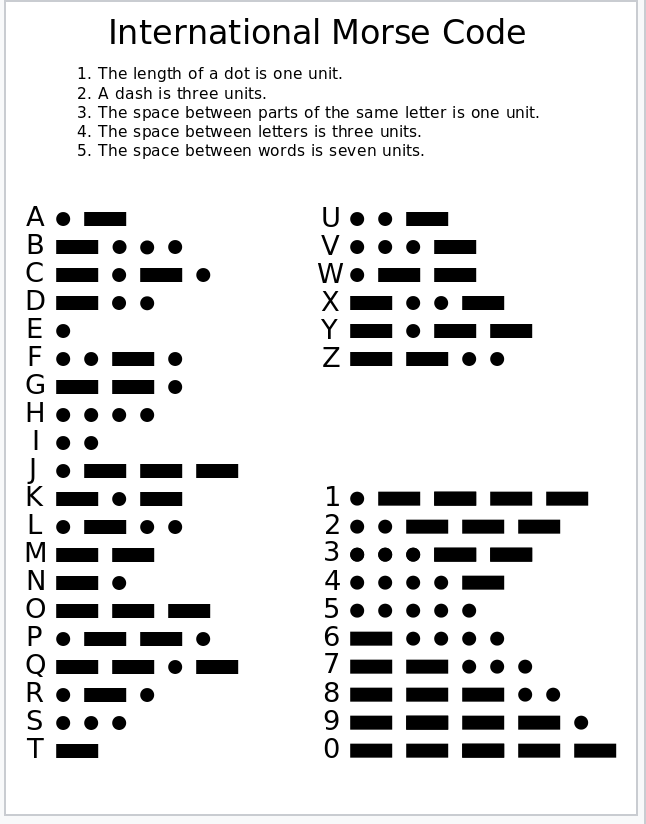 International Morse Code
1. The length of a dot is one unit.
2. A dash is three units.
3. The space between parts of the same letter is one unit.
4. The space between letters is three units.
5. The space between words is seven units.
A
B
C
D
E
F
G
H
I
J
K
L
M
N
O
P
Q
R
S
T
U
V
W
X
Y
Z
1
2
3
4
5
6
7
8
9
0